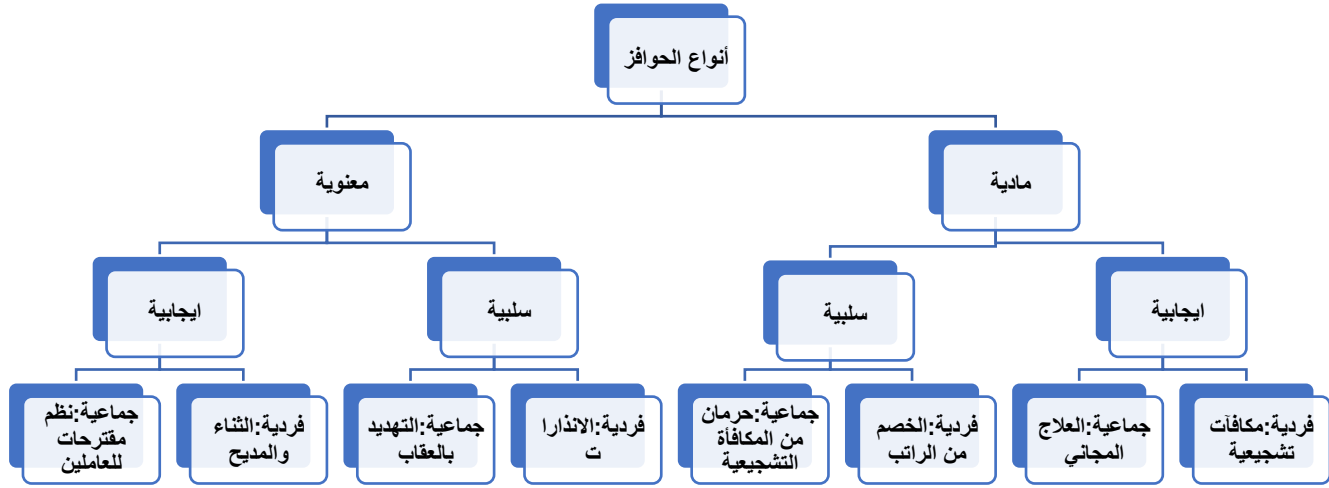 أنواع الحوافز
مادية
معنوية
ايجابية
سلبية
سلبية
ايجابية
فردية:مكافآت
تشجيعية
جماعية:العلاج
المجاني
فردية:الخصم
من الراتب
جماعية:حرمان
من المكافأة
التشجيعية
فردية:الانذارا
ت
جماعية:التهديد
بالعقاب
فردية:الثناء
والمديح
جماعية:نظم
مقترحات
للعاملين